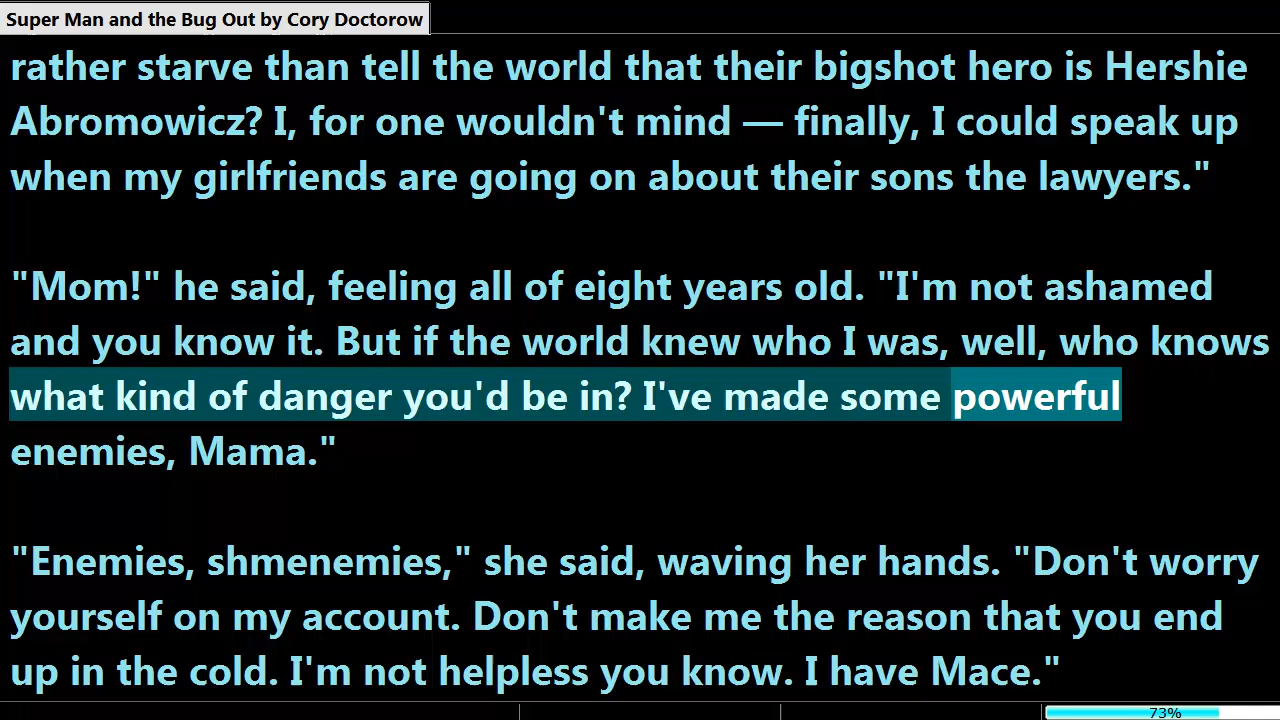 Super Man and the Bug Out by Cory Doctorow
rather starve than tell the world that their bigshot hero is Hershie
Abromowicz? I, for one wouldn't mind — finally, I could speak up
when my girlfriends are going on about their sons the lawyers."
"Mom!" he said, feeling all of eight years old. "I'm not ashamed
and you know it. But if the world knew who I was, well, who knows
what kind of danger you'd be in? I've made some powerful
enemies, Mama."
"Enemies, shmenemies," she said, waving her hands. "Don't worry
yourself on my account. Don't make me the reason that you end
up in the cold. I'm not helpless you know. I have Mace."
73%